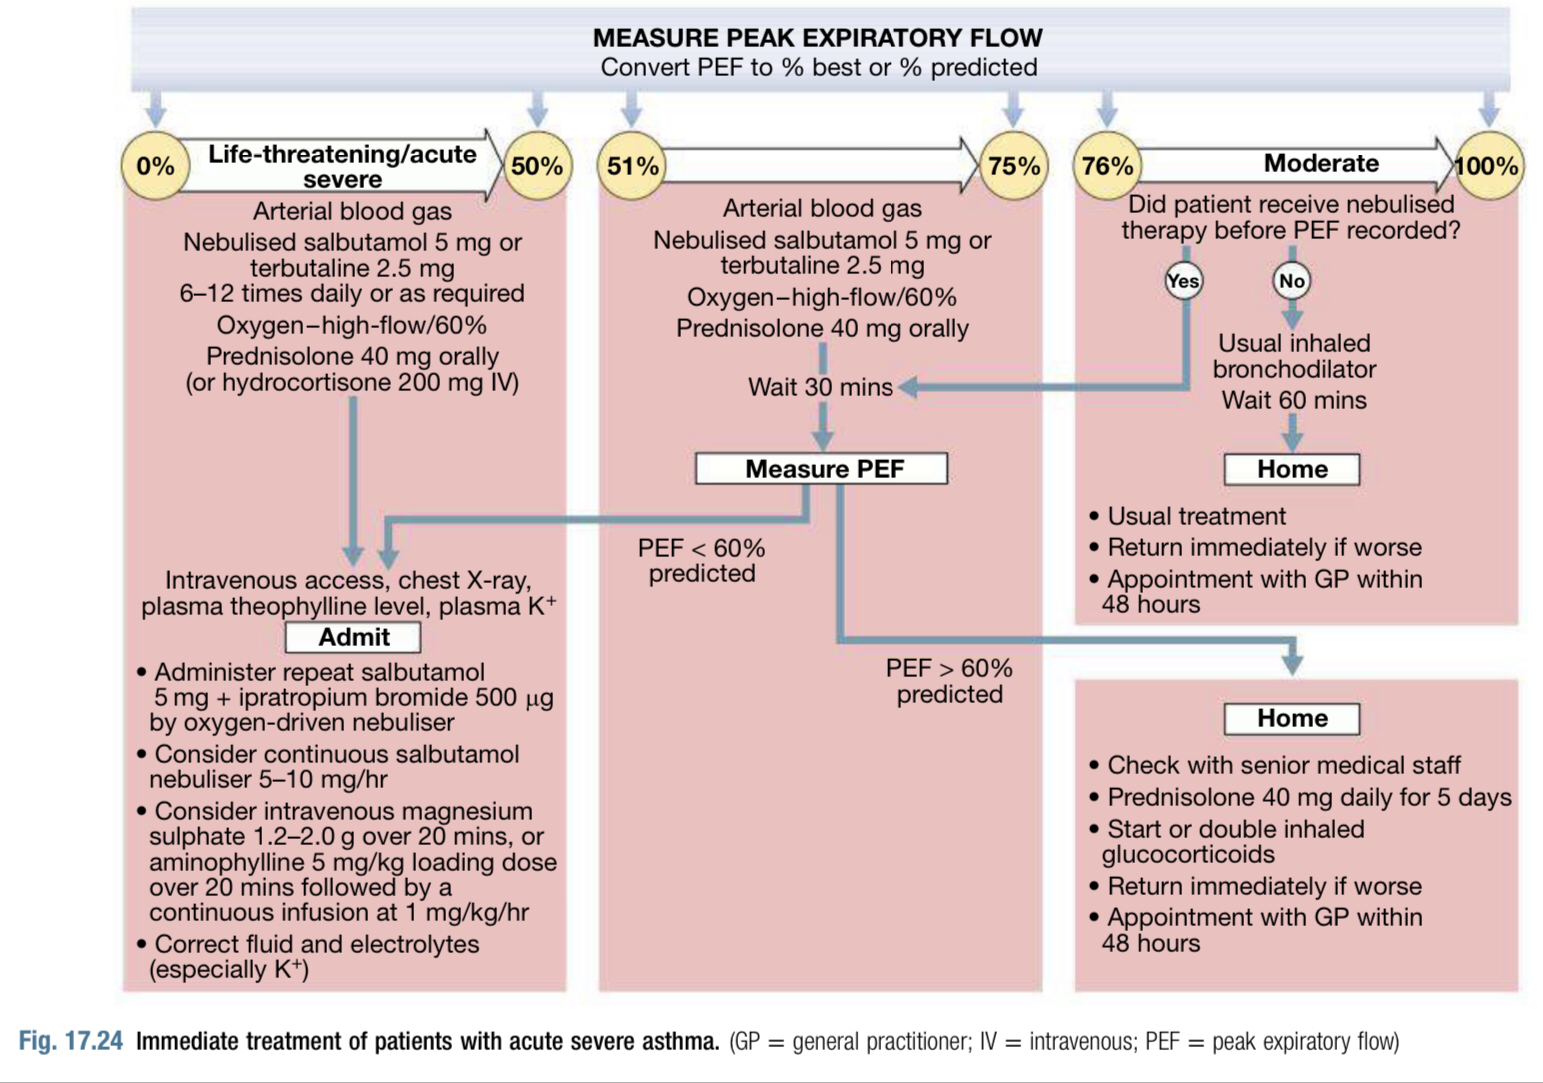 MEASURE PEAK EXPIRATORY FLOW
Convert PEF to % best or % predicted
0%
Life-threatening/acute
severe
50%
Arterial blood gas
Nebulised salbutamol 5 mg or
terbutaline 2.5 mg
6–12 times daily or as required
Oxygen–high-flow/60%
Prednisolone 40 mg orally
(or hydrocortisone 200 mg IV)
Intravenous access, chest X-ray,
plasma theophylline level, plasma K⁺
Admit
• Administer repeat salbutamol
5 mg + ipratropium bromide 500 μg
by oxygen-driven nebuliser
• Consider continuous salbutamol
nebuliser 5–10 mg/hr
• Consider intravenous magnesium
sulphate 1.2–2.0 g over 20 mins, or
aminophylline 5 mg/kg loading dose
over 20 mins followed by a
continuous infusion at 1 mg/kg/hr
• Correct fluid and electrolytes
(especially K⁺)
51%
75%
Arterial blood gas
Nebulised salbutamol 5 mg or
terbutaline 2.5 mg
Oxygen–high-flow/60%
Prednisolone 40 mg orally
Wait 30 mins
Measure PEF
PEF < 60%
predicted
PEF > 60%
predicted
76%
Moderate
100%
Did patient receive nebulised
therapy before PEF recorded?
Yes
No
Usual inhaled
bronchodilator
Wait 60 mins
Home
• Usual treatment
• Return immediately if worse
• Appointment with GP within
48 hours
Home
• Check with senior medical staff
• Prednisolone 40 mg daily for 5 days
• Start or double inhaled
glucocorticoids
• Return immediately if worse
• Appointment with GP within
48 hours
Fig. 17.24 Immediate treatment of patients with acute severe asthma. (GP = general practitioner; IV = intravenous; PEF = peak expiratory flow)